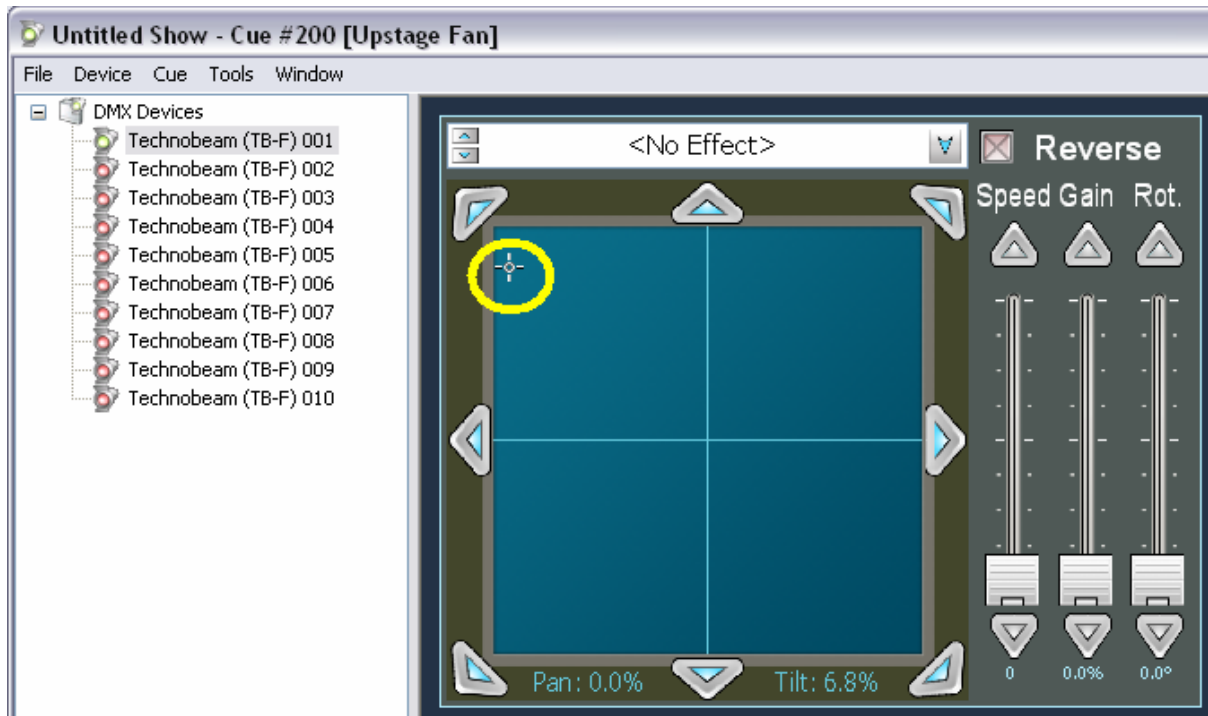 Untitled Show - Cue #200 [Upstage Fan]
File Device Cue Tools Window
DMX Devices
Technobeam (TB-F) 001
Technobeam (TB-F) 002
Technobeam (TB-F) 003
Technobeam (TB-F) 004
Technobeam (TB-F) 005
Technobeam (TB-F) 006
Technobeam (TB-F) 007
Technobeam (TB-F) 008
Technobeam (TB-F) 009
Technobeam (TB-F) 010
<No Effect>
Reverse
Speed Gain Rot.
Pan: 0.0% Tilt: 6.8%
0 0.0% 0.0°